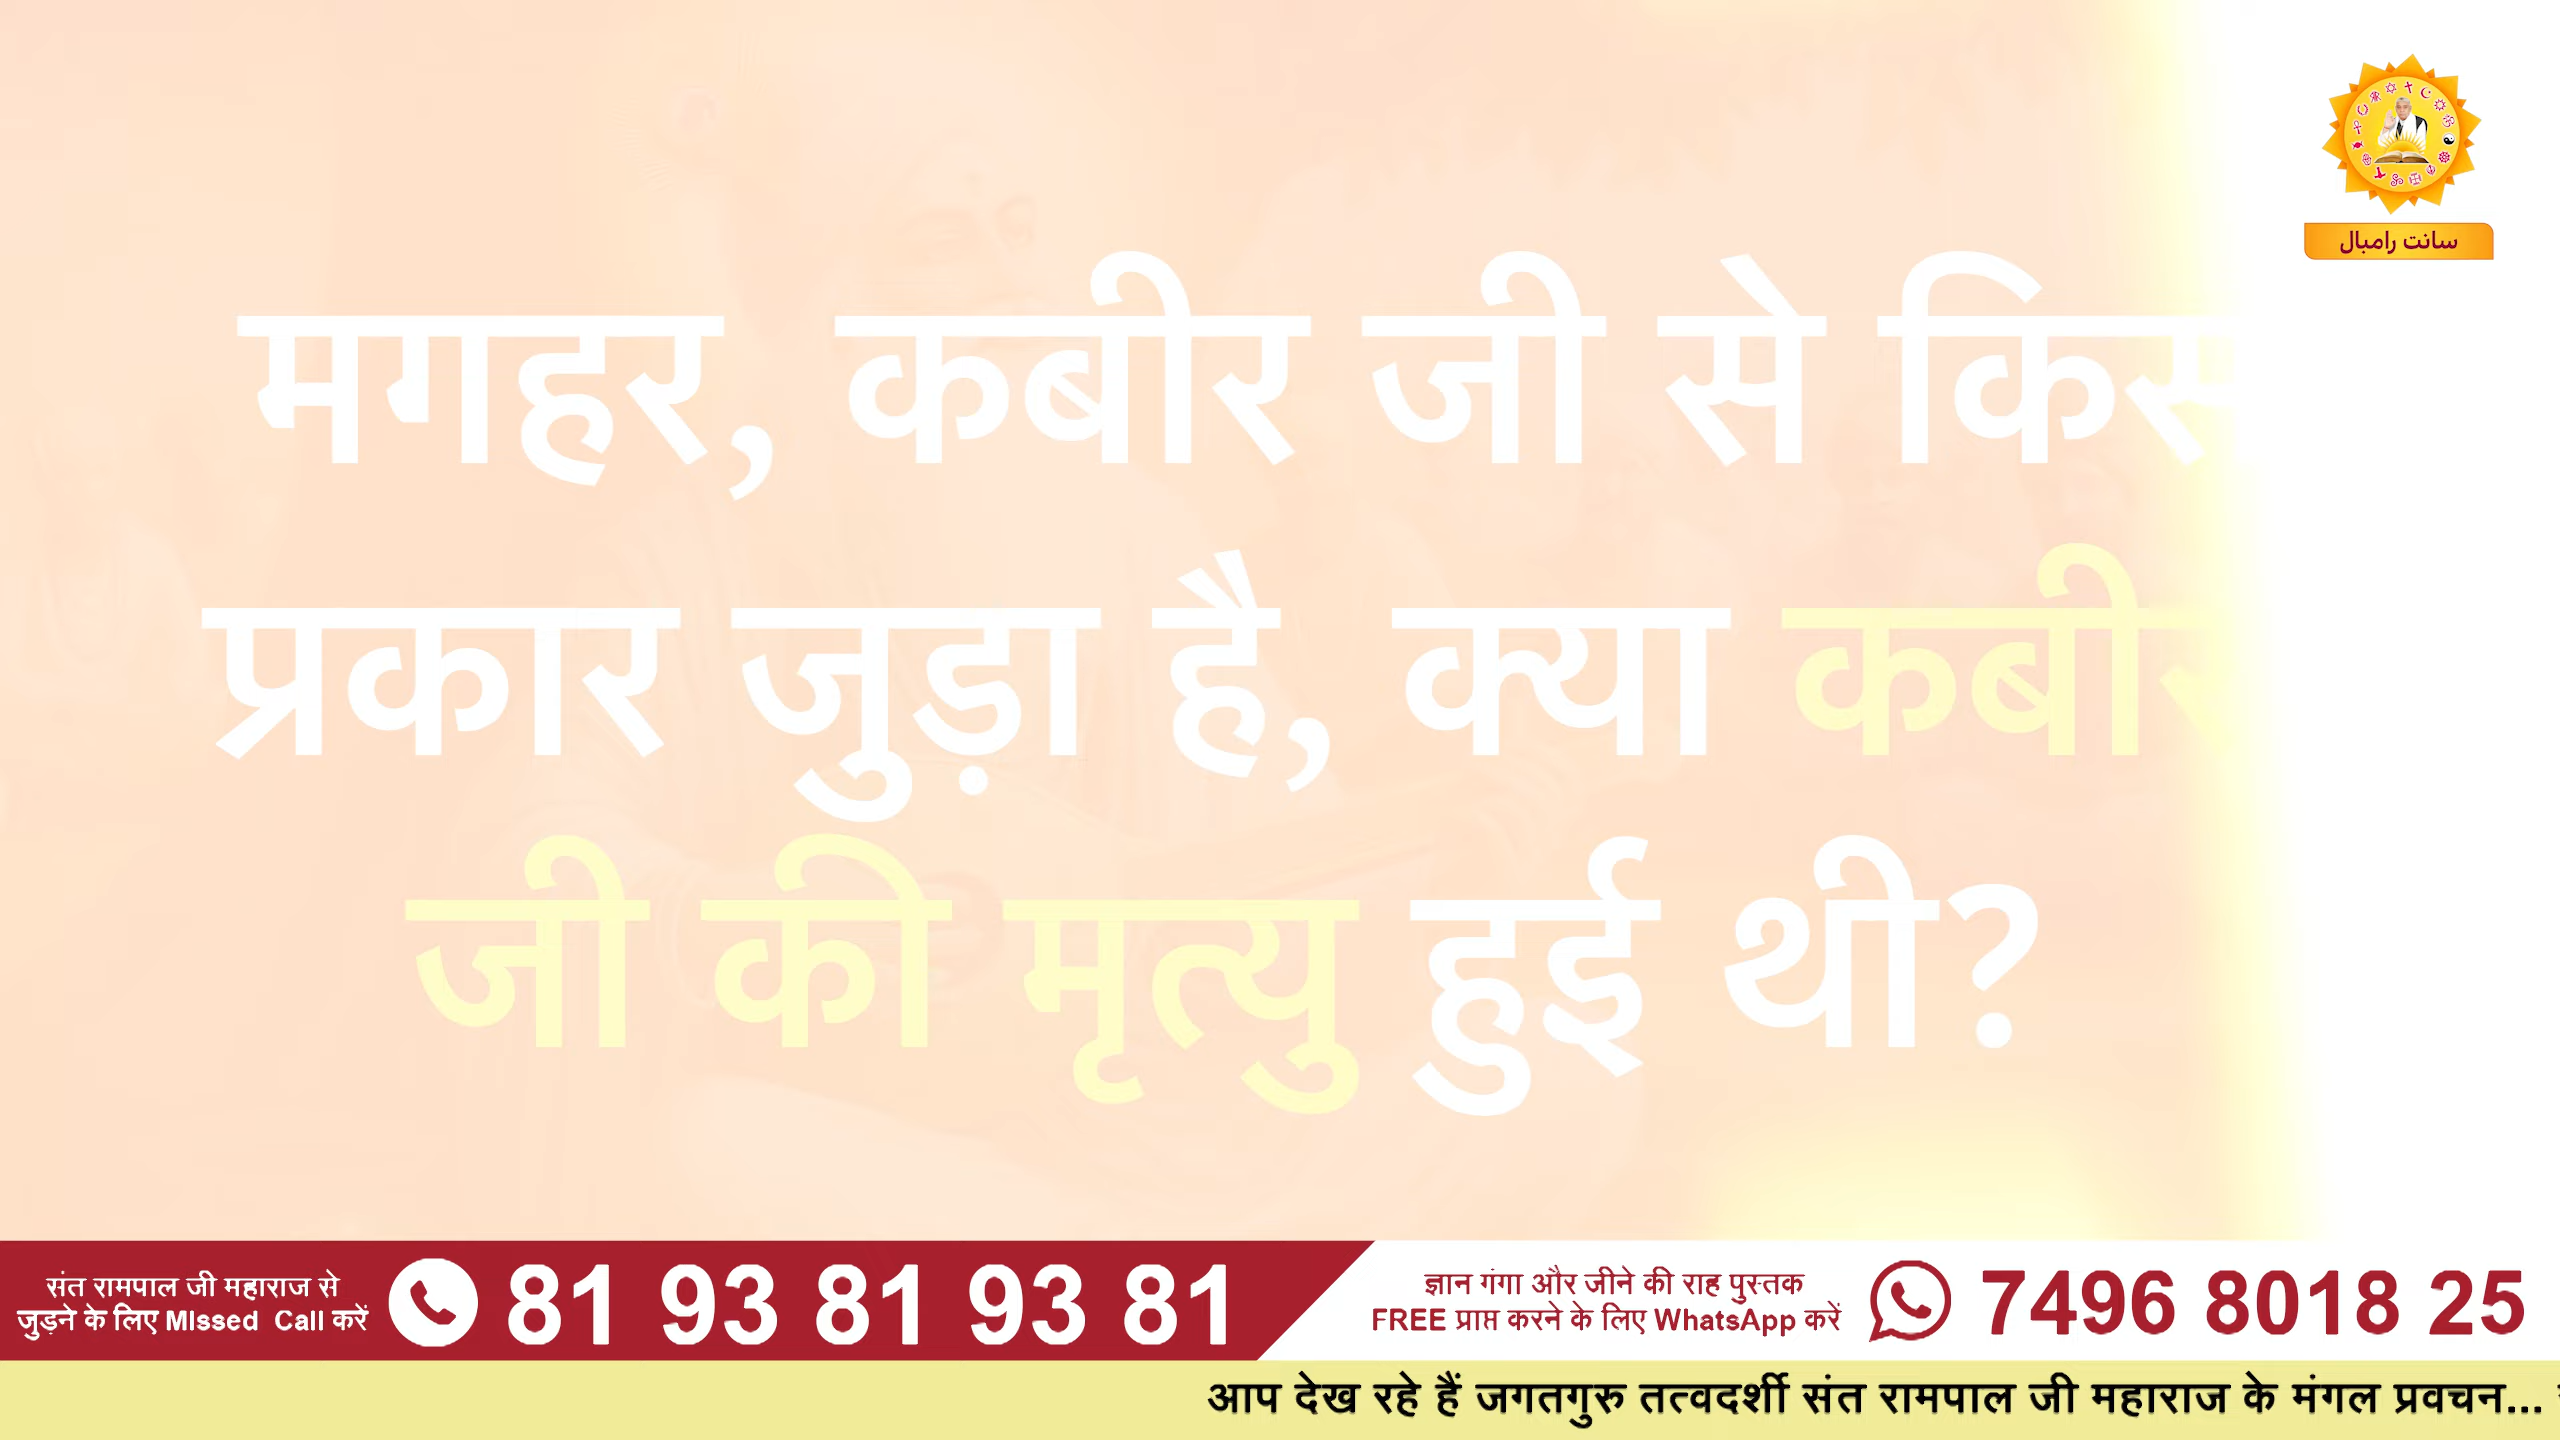 سانت رامبال
मगहर, कबीर जी से किस
प्रकार जुड़ा है, क्या कबीर
जी की मृत्यु हुई थी?
संत रामपाल जी महाराज से
जुड़ने के लिए Missed Call करें
81 93 81 93 81
ज्ञान गंगा और जीने की राह पुस्तक
FREE प्राप्त करने के लिए WhatsApp करें
7496 8018 25
आप देख रहे हैं जगतगुरु तत्वदर्शी संत रामपाल जी महाराज के मंगल प्रवचन...